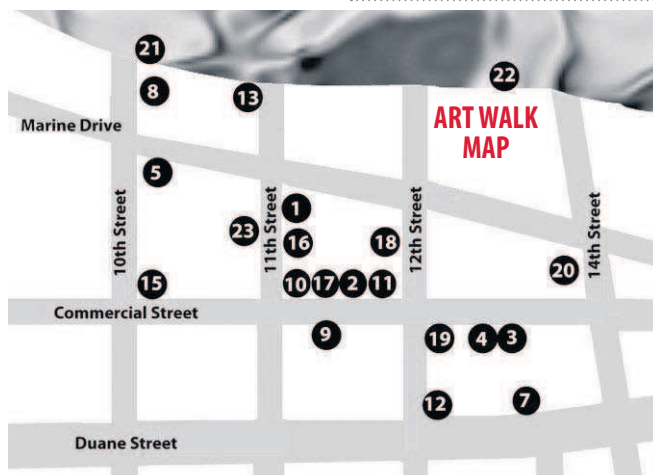 21
8
13
22
Marine Drive
ART WALK
MAP
5
10th Street
11th Street
12th Street
14th Street
1
23
16
18
20
15
10
17
2
11
Commercial Street
9
19
4
3
12
7
Duane Street